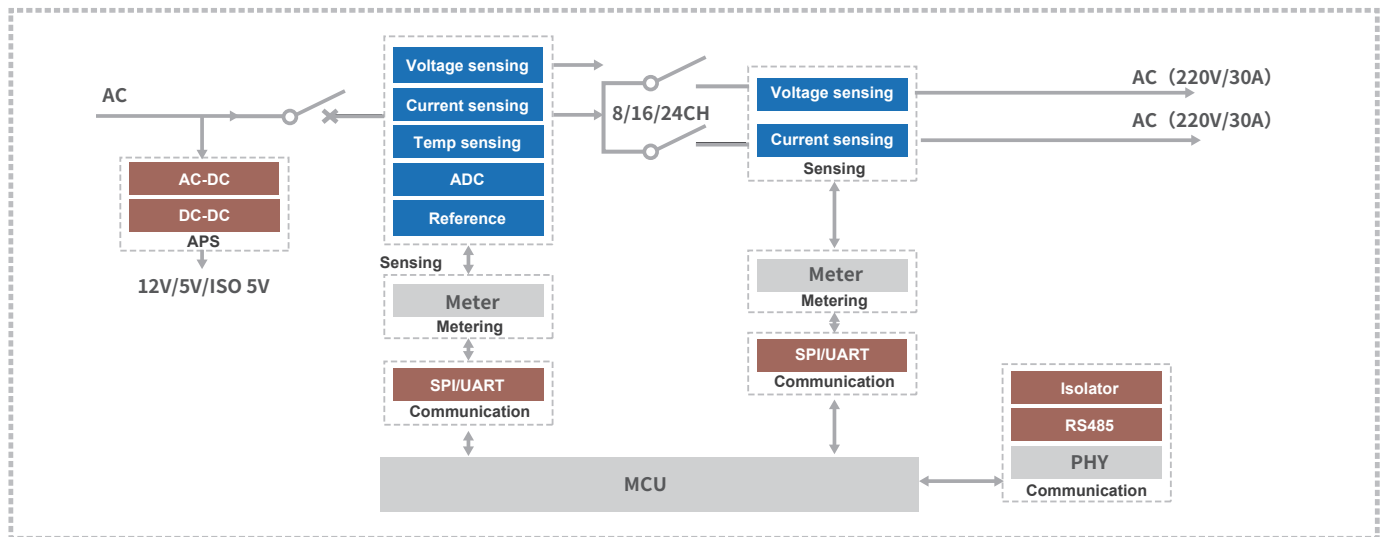 AC
AC-DC
DC-DC
APS
12V/5V/ISO 5V
Voltage sensing
Current sensing
Temp sensing
ADC
Reference
Sensing
Meter
Metering
SPI/UART
Communication
8/16/24CH
Voltage sensing
Current sensing
Sensing
AC（220V/30A）
AC（220V/30A）
Meter
Metering
SPI/UART
Communication
Isolator
RS485
PHY
Communication
MCU